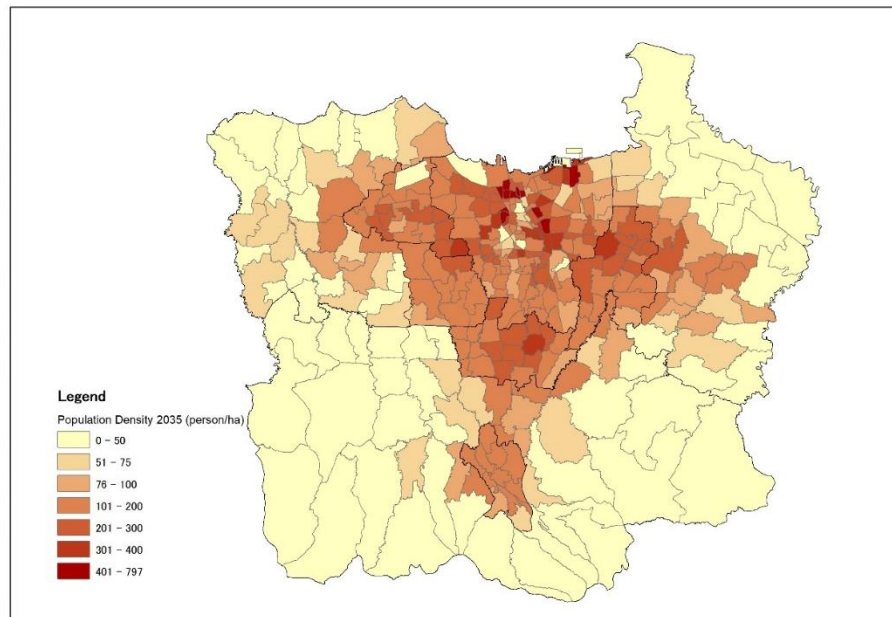 Legend
Population Density 2035 (person/ha)
0 - 50
51 - 75
76 - 100
101 - 200
201 - 300
301 - 400
401 - 797